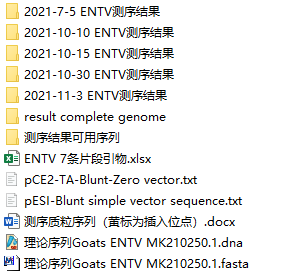 2021-7-5 ENTV测序结果
2021-10-10 ENTV测序结果
2021-10-15 ENTV测序结果
2021-10-30 ENTV测序结果
2021-11-3 ENTV测序结果
result complete genome
测序结果可用序列
ENTV 7条片段引物.xlsx
pCE2-TA-Blunt-Zero vector.txt
pESI-Blunt simple vector sequence.txt
测序质粒序列（黄标为插入位点）.docx
理论序列Goats ENTV MK210250.1.dna
理论序列Goats ENTV MK210250.1.fasta